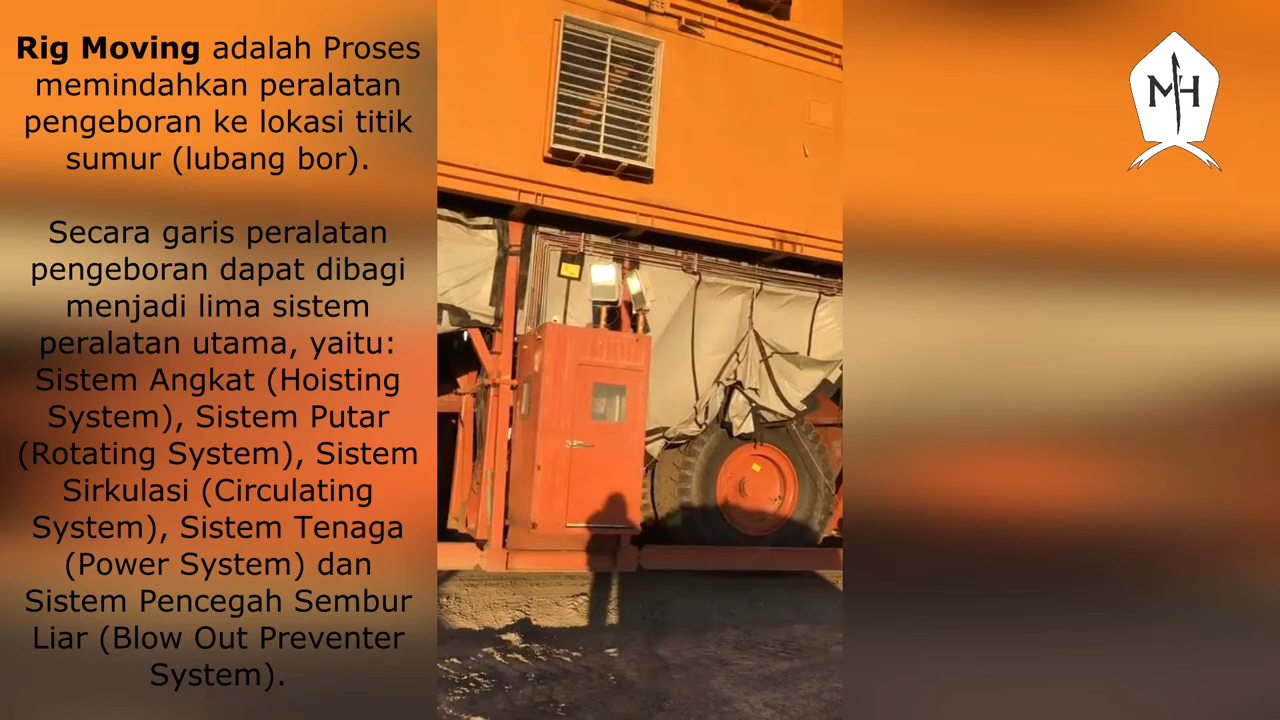 Rig Moving adalah Proses
memindahkan peralatan
pengeboran ke lokasi titik
sumur (lubang bor).
Secara garis peralatan
pengeboran dapat dibagi
menjadi lima sistem
peralatan utama, yaitu:
Sistem Angkat (Hoisting
System), Sistem Putar
(Rotating System), Sistem
Sirkulasi (Circulating
System), Sistem Tenaga
(Power System) dan
Sistem Pencegah Sembur
Liar (Blow Out Preventer
System).
MH